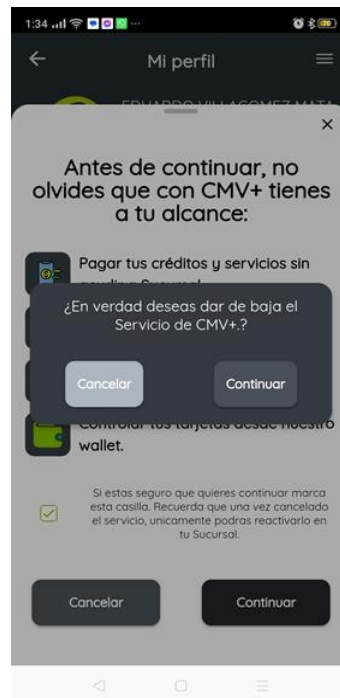 1:34
Mi perfil
EDUARDO VILLAGOMEZ MATA
Antes de continuar, no
olvides que con CMV+ tienes
a tu alcance:
Pagar tus créditos y servicios sin
¿En verdad deseas dar de baja el
Servicio de CMV+.?
Cancelar
Continuar
Controlar tus tarjetas desde nuestro
wallet.
Si estas seguro que quieres continuar marca
esta casilla. Recuerda que una vez cancelado
el servicio, unicamente podras reactivarlo en
tu Sucursal.
Cancelar
Continuar